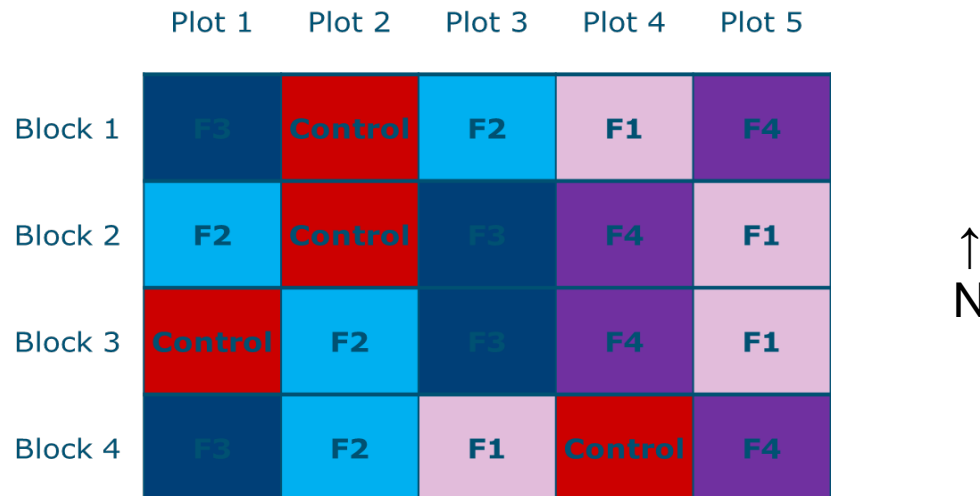 Plot 1 Plot 2 Plot 3 Plot 4 Plot 5
Block 1 F3 Control F2 F1 F4
Block 2 F2 Control F3 F4 F1
↑
N
Block 3 Control F2 F3 F4 F1
Block 4 F3 F2 F1 Control F4